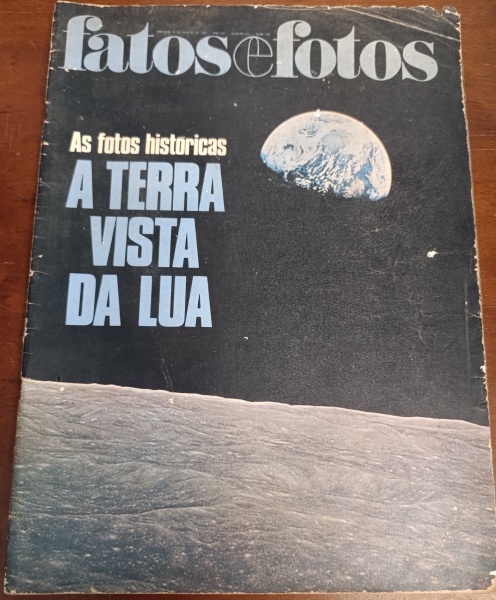 fatosefotos
As fotos históricas
A TERRA
VISTA
DA LUA